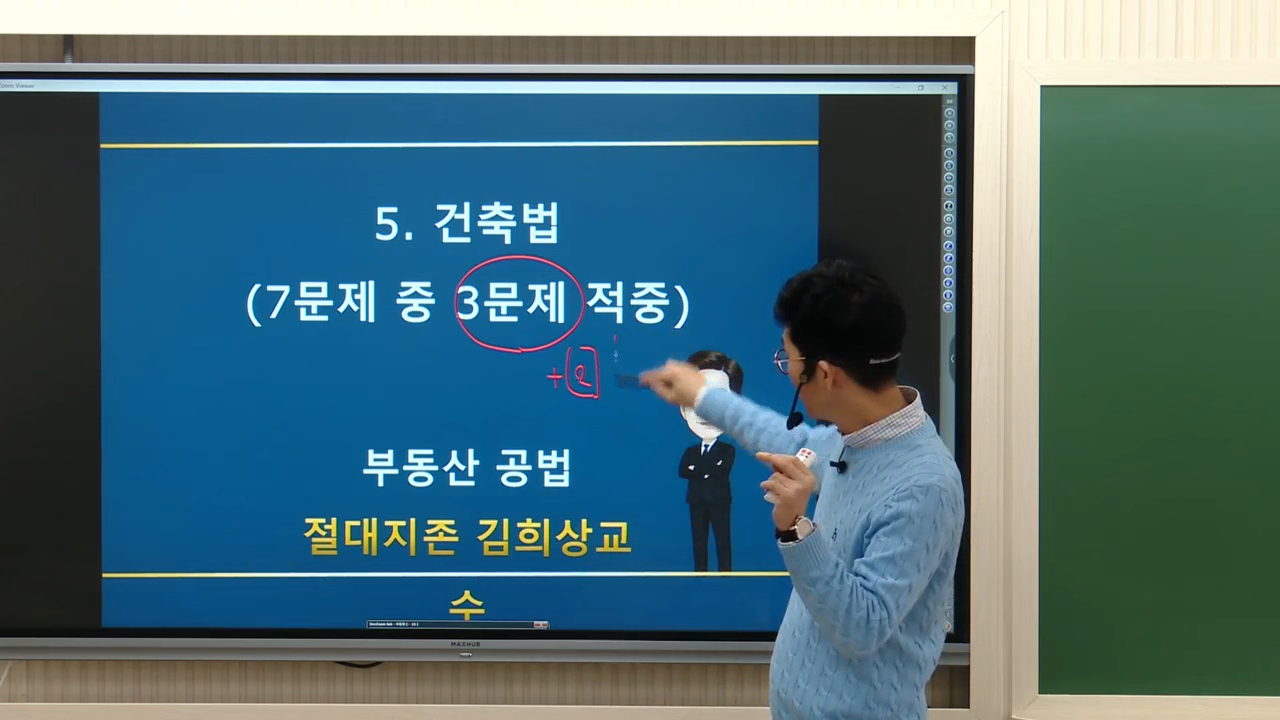 5. 건축법
(7문제 중 3문제 적중)
+[2]
부동산 공법
절대지존 김희상교
수
MAXHUB